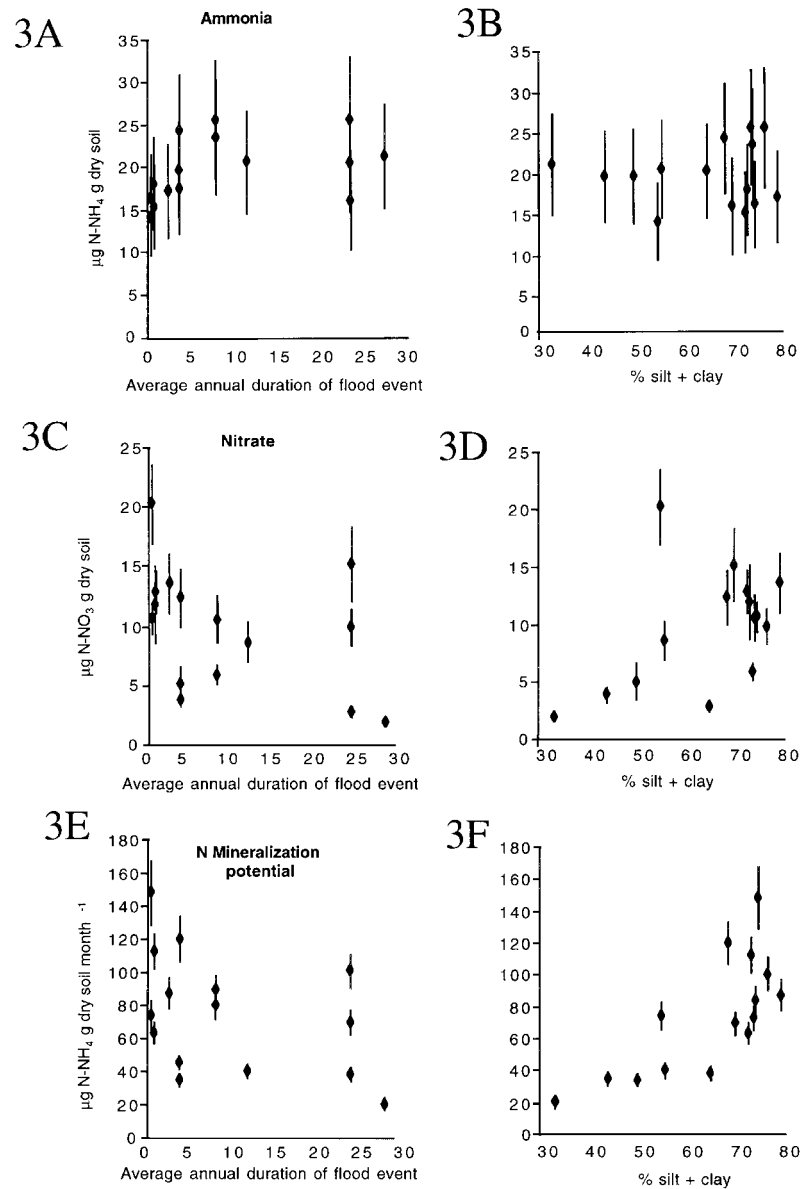 3A
Ammonia
35
30
25
20
15
10
5
0
µg N-NH4 g dry soil
0 5 10 15 20 25 30
Average annual duration of flood event
3B
35
30
25
20
15
10
5
0
30 40 50 60 70 80
% silt + clay
3C
Nitrate
25
20
15
10
5
0
µg N-NO3 g dry soil
0 5 10 15 20 25 30
Average annual duration of flood event
3D
25
20
15
10
5
0
30 40 50 60 70 80
% silt + clay
3E
N Mineralization
potential
180
160
140
120
100
80
60
40
20
0
µg N-NH4 g dry soil month -1
0 5 10 15 20 25 30
Average annual duration of flood event
3F
180
160
140
120
100
80
60
40
20
0
30 40 50 60 70 80
% silt + clay